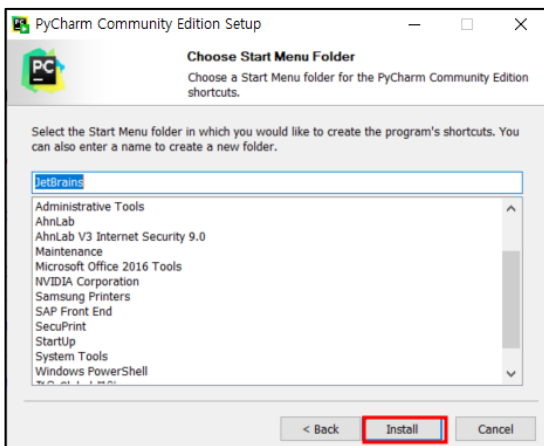 PyCharm Community Edition Setup
PC
Choose Start Menu Folder
Choose a Start Menu folder for the PyCharm Community Edition
shortcuts.
Select the Start Menu folder in which you would like to create the program's shortcuts. You
can also enter a name to create a new folder.
JetBrains
Administrative Tools
AhnLab
AhnLab V3 Internet Security 9.0
Maintenance
Microsoft Office 2016 Tools
NVIDIA Corporation
Samsung Printers
SAP Front End
SecuPrint
StartUp
System Tools
Windows PowerShell
< Back
Install
Cancel